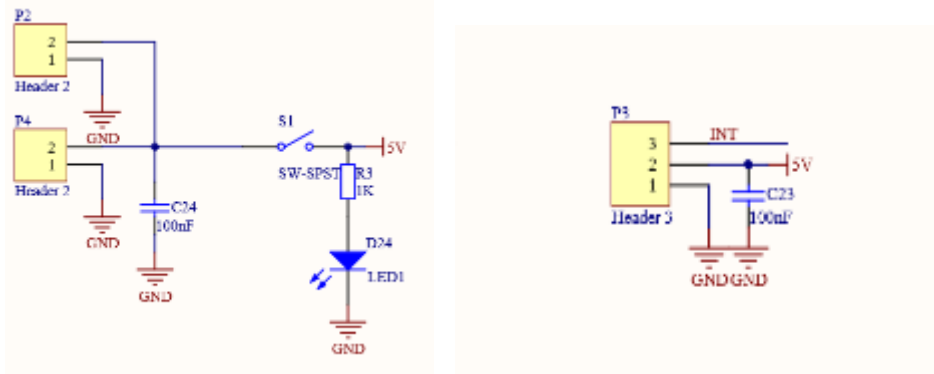 P2
2
1
Header 2
GND
P4
2
1
Header 2
GND
C24
100nF
GND
S1
SW-SPST
5V
R3
1K
D24
LED1
GND
P3
3
2
1
Header 3
INT
5V
C23
100nF
GND
GND